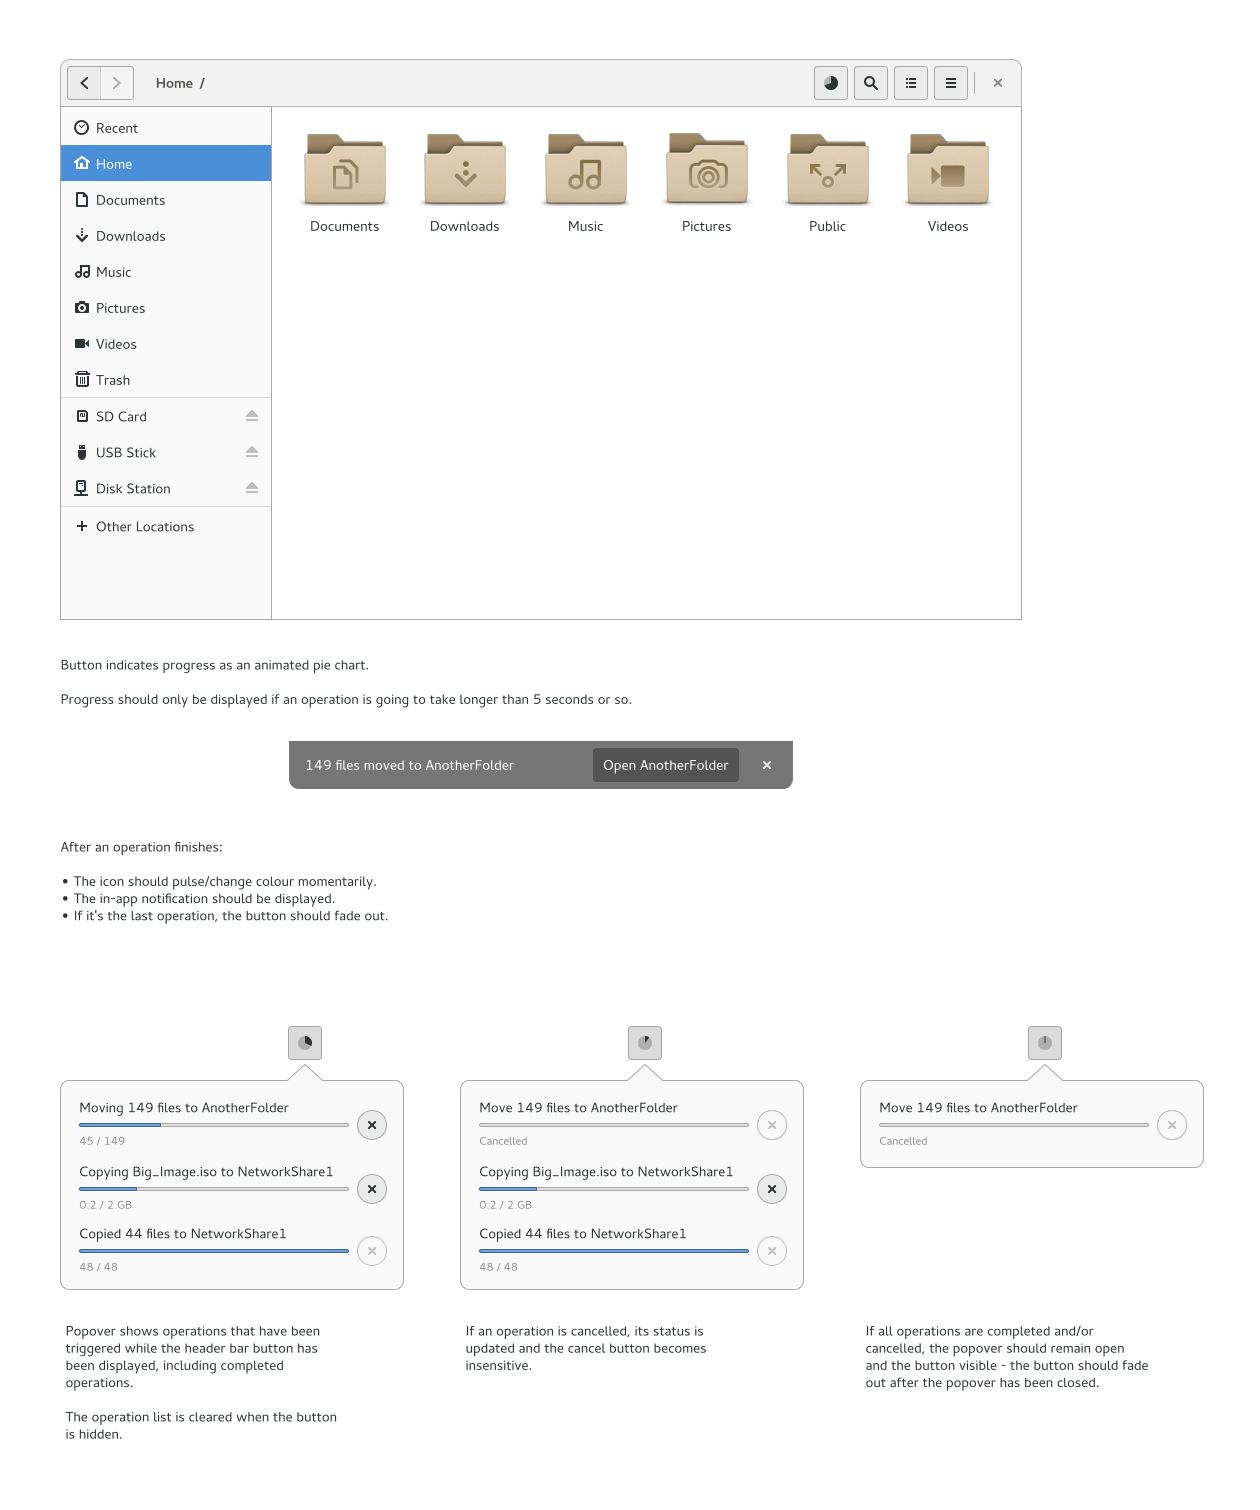 Home /
Recent
Home
Documents
Downloads
Music
Pictures
Videos
Trash
SD Card
USB Stick
Disk Station
Other Locations
Documents
Downloads
Music
Pictures
Public
Videos
Button indicates progress as an animated pie chart.
Progress should only be displayed if an operation is going to take longer than 5 seconds or so.
149 files moved to AnotherFolder
Open AnotherFolder
After an operation finishes:
• The icon should pulse/change colour momentarily.
• The in-app notification should be displayed.
• If it's the last operation, the button should fade out.
Moving 149 files to AnotherFolder
45 / 149
Copying Big_Image.iso to NetworkShare1
0.2 / 2 GB
Copied 44 files to NetworkShare1
48 / 48
Popover shows operations that have been
triggered while the header bar button has
been displayed, including completed
operations.
The operation list is cleared when the button
is hidden.
Move 149 files to AnotherFolder
Cancelled
Copying Big_Image.iso to NetworkShare1
0.2 / 2 GB
Copied 44 files to NetworkShare1
48 / 48
If an operation is cancelled, its status is
updated and the cancel button becomes
insensitive.
Move 149 files to AnotherFolder
Cancelled
If all operations are completed and/or
cancelled, the popover should remain open
and the button visible - the button should fade
out after the popover has been closed.